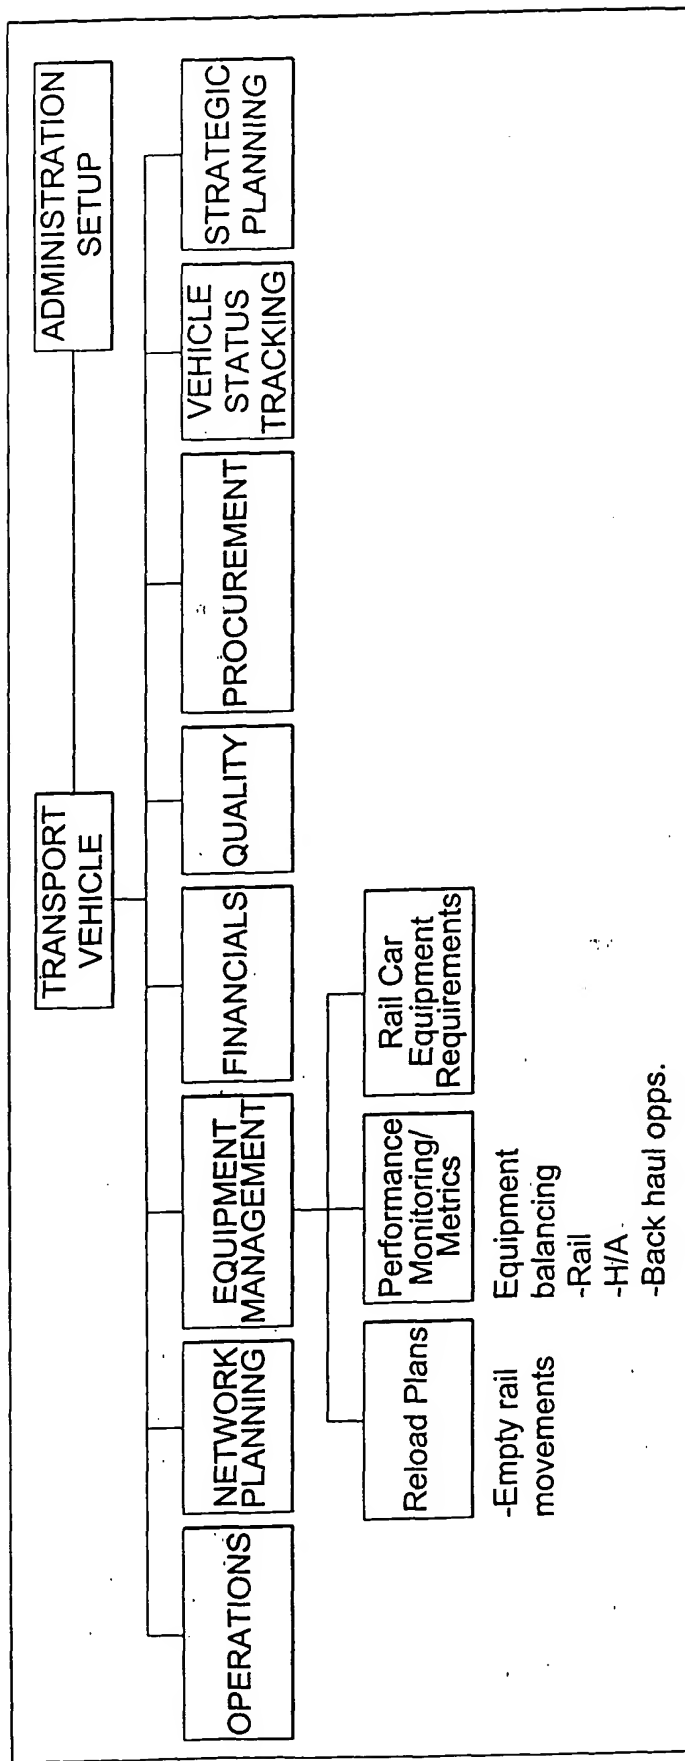 TRANSPORT
VEHICLE
ADMINISTRATION
SETUP
OPERATIONS
NETWORK
PLANNING
EQUIPMENT
MANAGEMENT
FINANCIALS
QUALITY
PROCUREMENT
VEHICLE
STATUS
TRACKING
STRATEGIC
PLANNING
Reload Plans
Performance
Monitoring/
Metrics
Rail Car
Equipment
Requirements
-Empty rail
movements
Equipment
balancing
-Rail
-H/A
-Back haul opps.